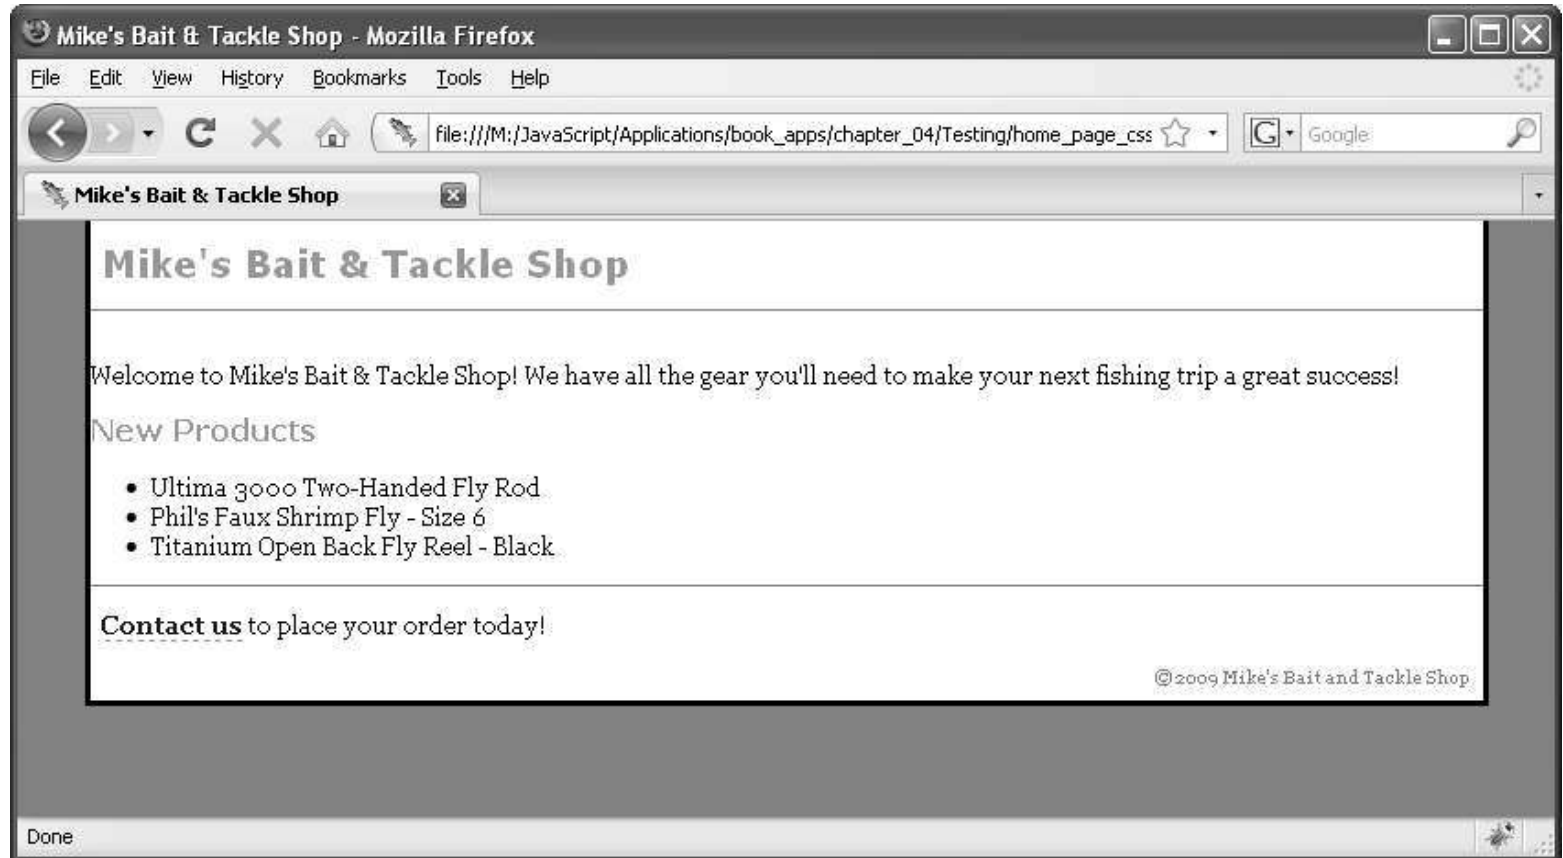 Mike's Bait & Tackle Shop - Mozilla Firefox
File Edit View History Bookmarks Tools Help
file:///M:/JavaScript/Applications/book_apps/chapter_04/Testing/home_page_css
G Google
Mike's Bait & Tackle Shop
Mike's Bait & Tackle Shop
Welcome to Mike's Bait & Tackle Shop! We have all the gear you'll need to make your next fishing trip a great success!
New Products
• Ultima 3000 Two-Handed Fly Rod
• Phil's Faux Shrimp Fly - Size 6
• Titanium Open Back Fly Reel - Black
Contact us to place your order today!
©2009 Mike's Bait and Tackle Shop
Done